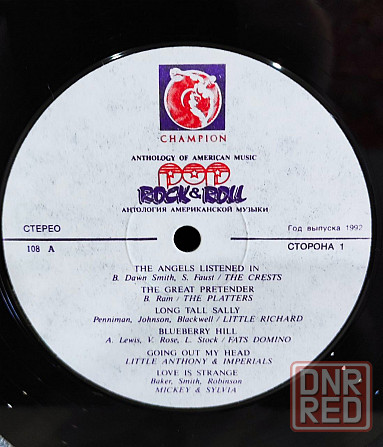 CHAMPION
ANTHOLOGY OF AMERICAN MUSIC
POP
ROCK & ROLL
АНТОЛОГИЯ АМЕРИКАНСКОЙ МУЗЫКИ
СТЕРЕО
Год выпуска 1992
108 A
СТОРОНА 1
THE ANGELS LISTENED IN
B. Dawn Smith, S. Faust / THE CRESTS
THE GREAT PRETENDER
B. Ram / THE PLATTERS
LONG TALL SALLY
Penniman, Johnson, Blackwell / LITTLE RICHARD
BLUEBERRY HILL
A. Lewis, V. Rose, L. Stock / FATS DOMINO
GOING OUT MY HEAD
LITTLE ANTHONY & IMPERIALS
LOVE IS STRANGE
Baker, Smith, Robinson
MICKEY & SYLVIA
DNR
RED